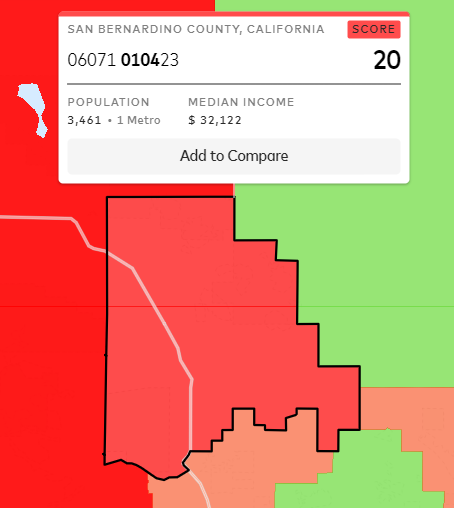 SAN BERNARDINO COUNTY, CALIFORNIA SCORE
06071 010423 20
POPULATION MEDIAN INCOME
3,461 • 1 Metro $ 32,122
Add to Compare